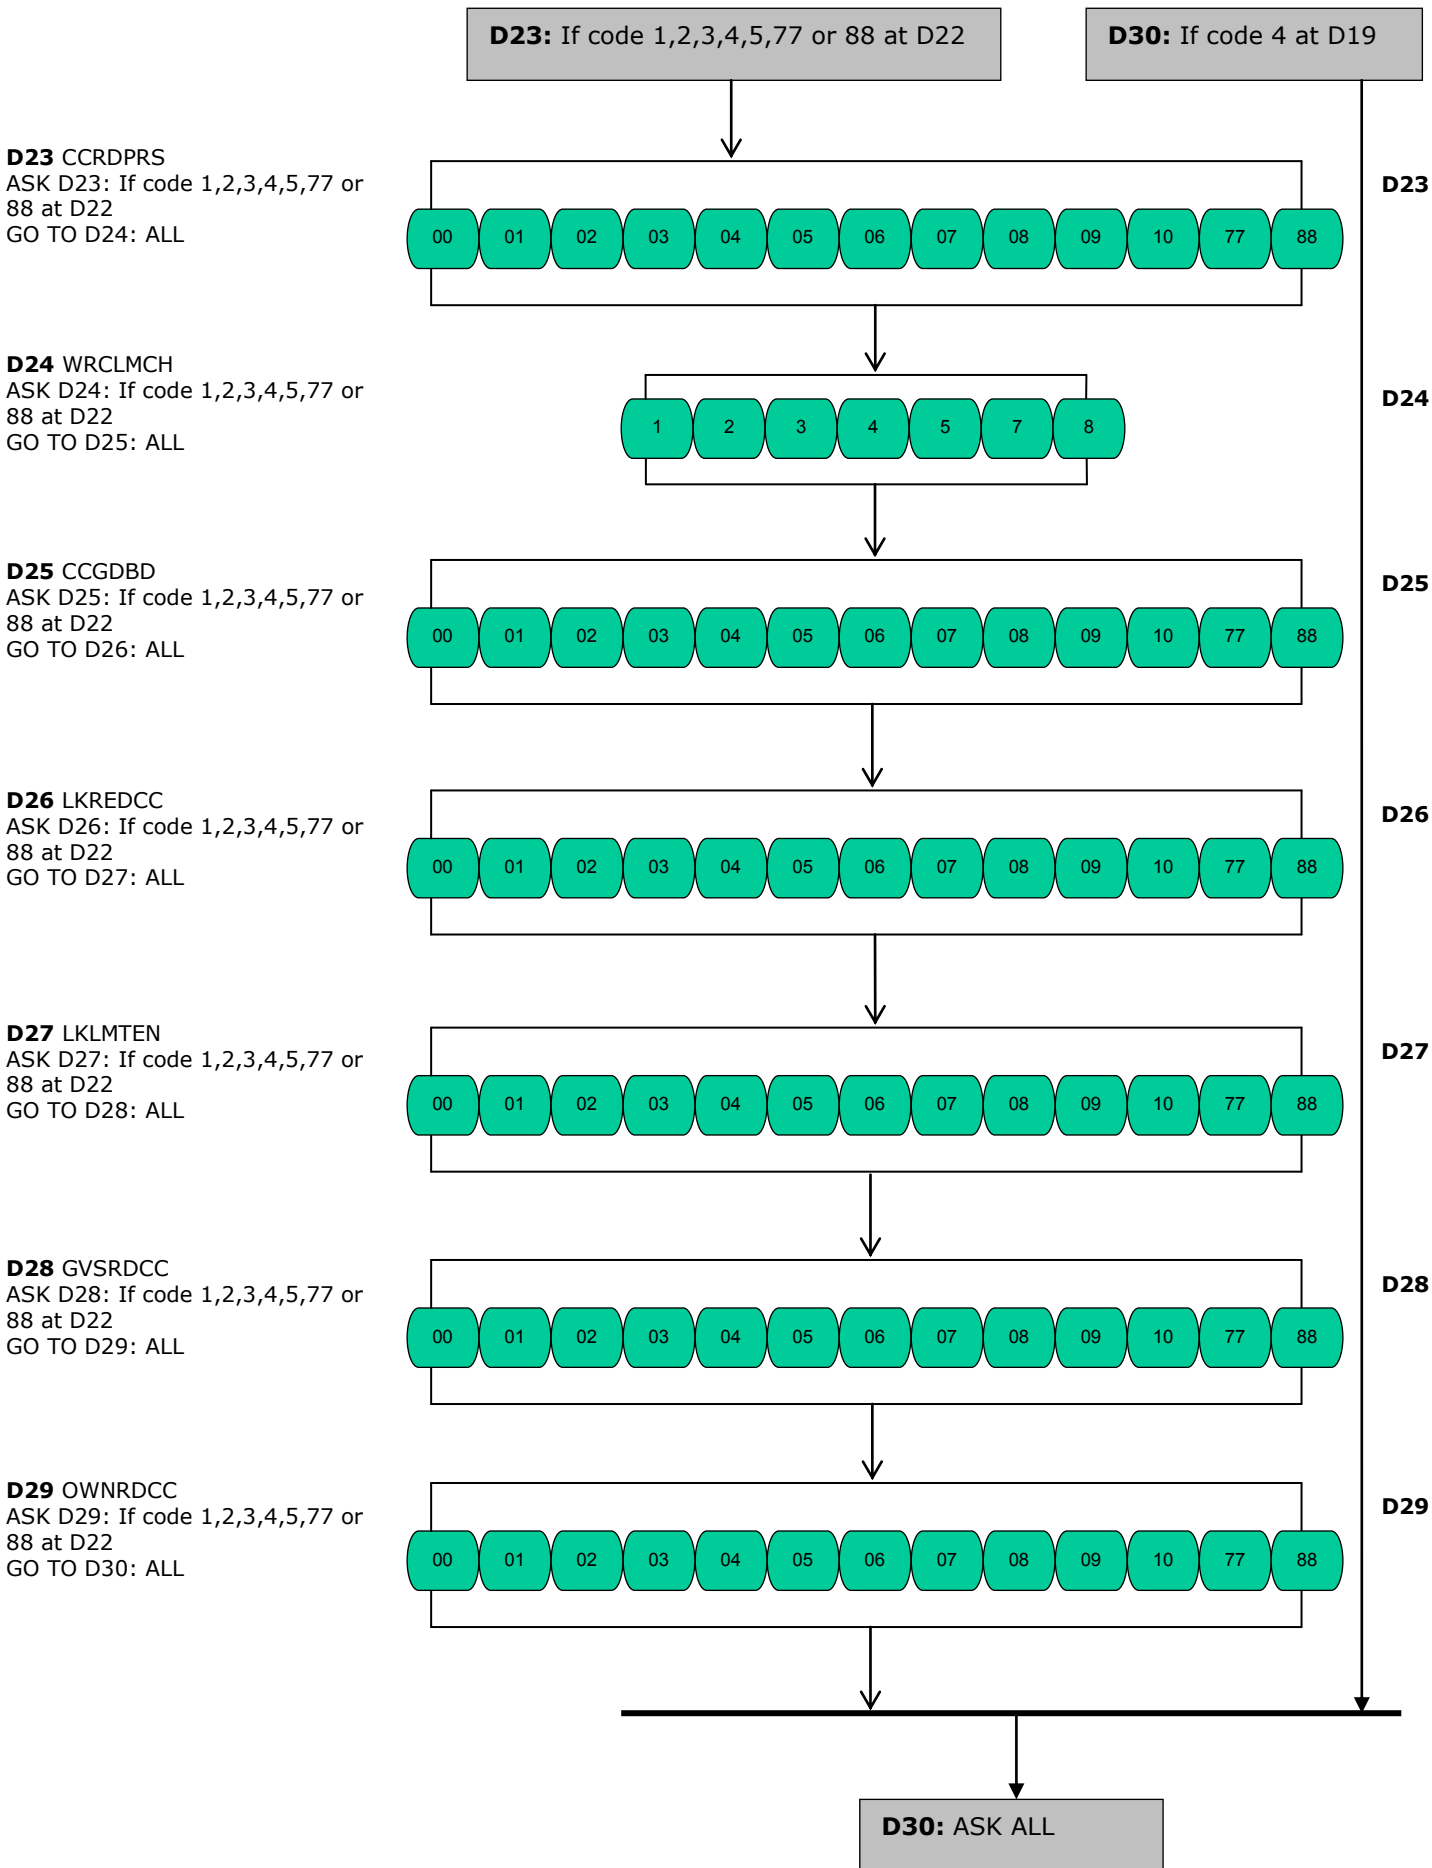 D23: If code 1,2,3,4,5,77 or 88 at D22
D30: If code 4 at D19
D23 CCRDPRS
ASK D23: If code 1,2,3,4,5,77 or
88 at D22
GO TO D24: ALL
00 01 02 03 04 05 06 07 08 09 10 77 88
D23
D24 WRCLMCH
ASK D24: If code 1,2,3,4,5,77 or
88 at D22
GO TO D25: ALL
1 2 3 4 5 7 8
D24
D25 CCGDBD
ASK D25: If code 1,2,3,4,5,77 or
88 at D22
GO TO D26: ALL
00 01 02 03 04 05 06 07 08 09 10 77 88
D25
D26 LKREDCC
ASK D26: If code 1,2,3,4,5,77 or
88 at D22
GO TO D27: ALL
00 01 02 03 04 05 06 07 08 09 10 77 88
D26
D27 LKLMTEN
ASK D27: If code 1,2,3,4,5,77 or
88 at D22
GO TO D28: ALL
00 01 02 03 04 05 06 07 08 09 10 77 88
D27
D28 GVSRDCC
ASK D28: If code 1,2,3,4,5,77 or
88 at D22
GO TO D29: ALL
00 01 02 03 04 05 06 07 08 09 10 77 88
D28
D29 OWNRDCC
ASK D29: If code 1,2,3,4,5,77 or
88 at D22
GO TO D30: ALL
00 01 02 03 04 05 06 07 08 09 10 77 88
D29
D30: ASK ALL